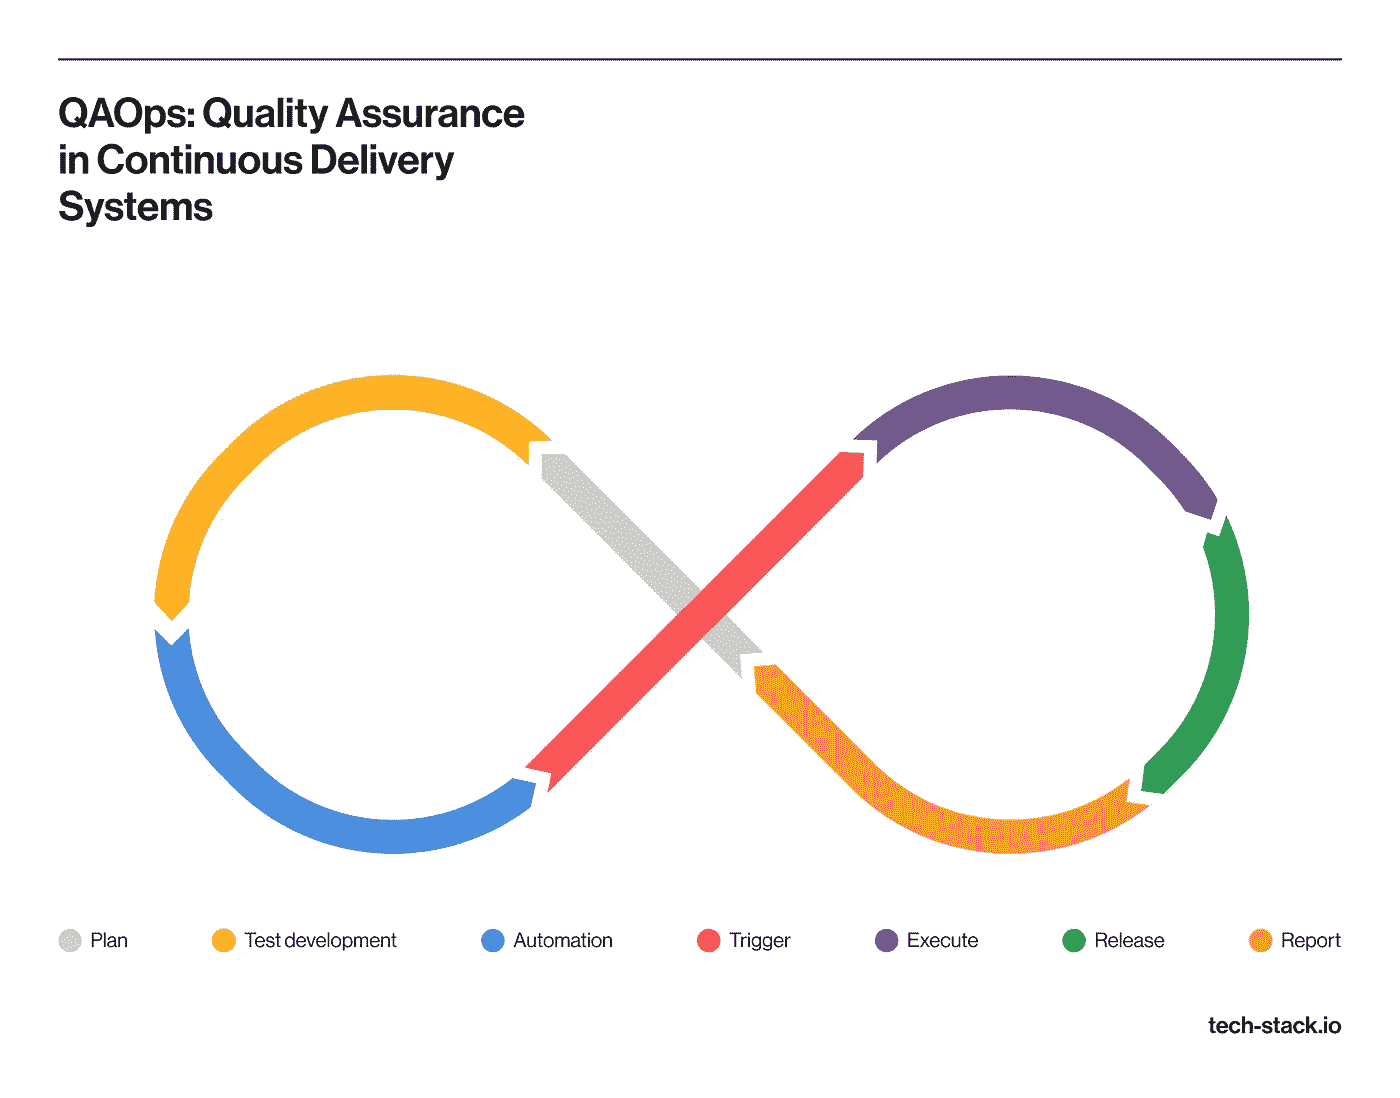 QAOps: Quality Assurance
in Continuous Delivery
Systems
Plan
Test development
Automation
Trigger
Execute
Release
Report
tech-stack.io